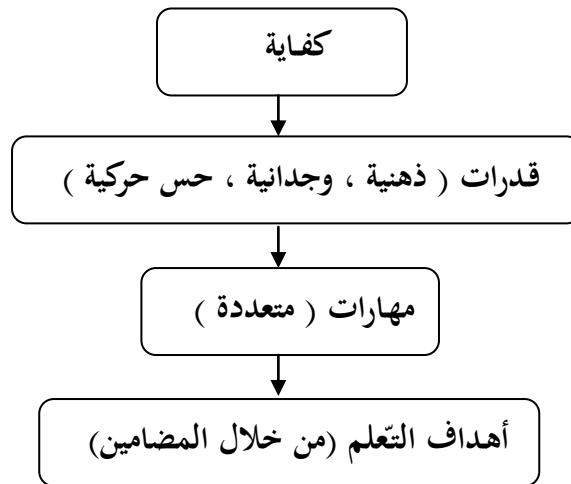 كفاية
قدرات ( ذهنية ، وجدانية ، حس حركية )
مهارات ( متعددة )
أهداف التّعلم (من خلال المضامين)